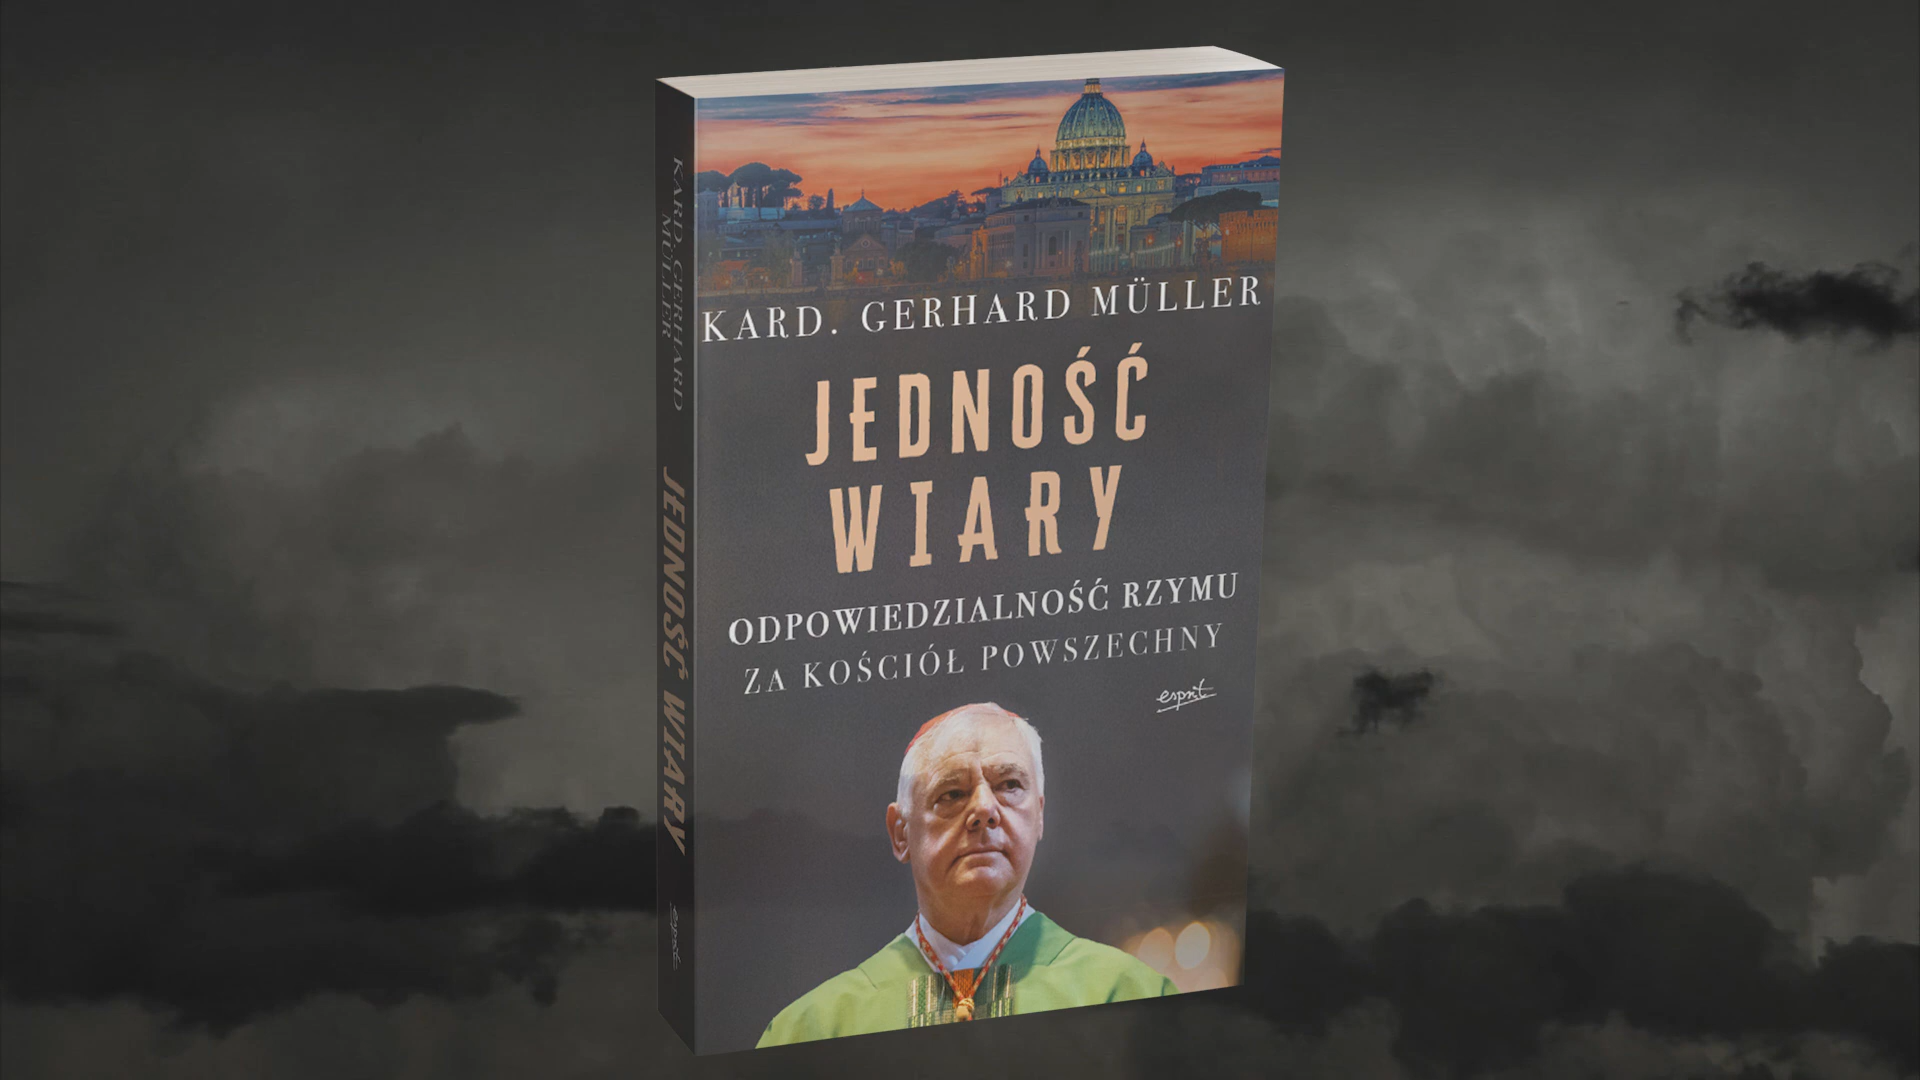 KARD. GERHARD MÜLLER
JEDNOŚĆ
WIARY
ODPOWIEDZIALNOŚĆ RZYMU
ZA KOŚCIÓŁ POWSZECHNY
esprit
KARD. GERHARD
MÜLLER
JEDNOŚĆ WIARY
esprit